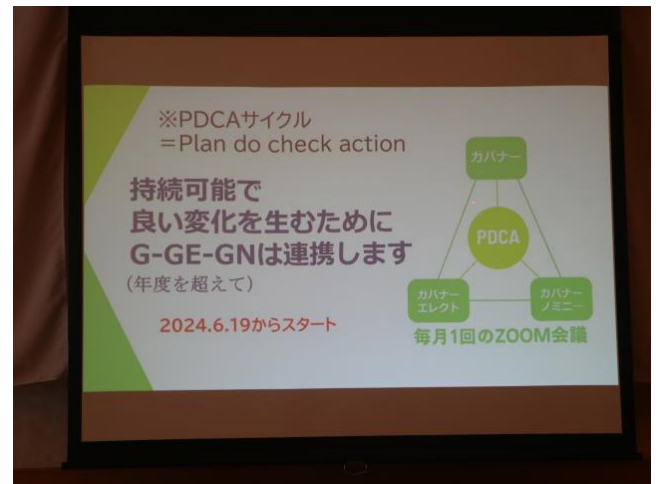 ※PDCAサイクル
=Plan do check action
持続可能で
良い変化を生むために
G-GE-GNは連携します
(年度を超えて)
2024.6.19からスタート
ガバナー
PDCA
ガバナー
エレクト
ガバナー
ノミニー
毎月1回のZOOM会議